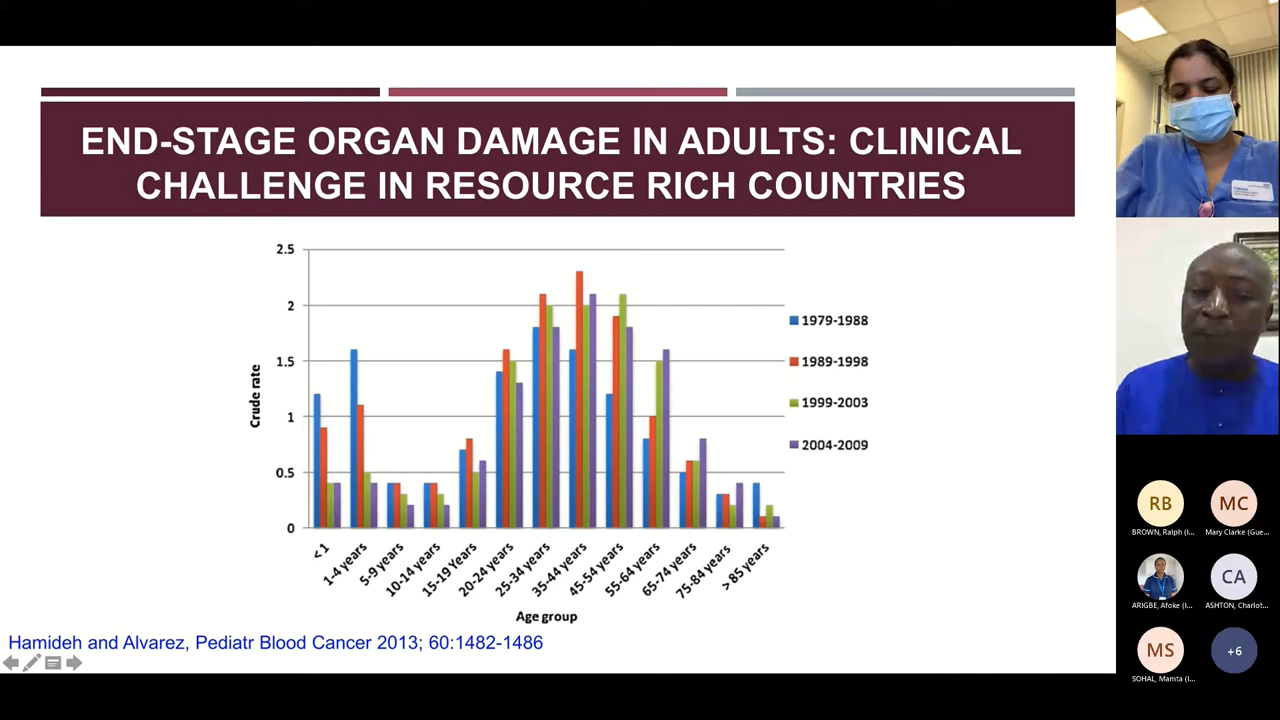 END-STAGE ORGAN DAMAGE IN ADULTS: CLINICAL
CHALLENGE IN RESOURCE RICH COUNTRIES
2.5
2
1.5
1
0.5
0
Crude rate
<1
1-4 years
5-9 years
10-14 years
15-19 Years
20-24 years
25-34 years
35-44 years
45-54 years
55-64 years
65-74 years
75-84 years
> 85 years
Age group
1979-1988
1989-1998
1999-2003
2004-2009
Hamideh and Alvarez, Pediatr Blood Cancer 2013; 60:1482-1486
RB
BROWN, Ralph (I...
MC
Mary Clarke (Gue...
ARIGBE, Afoke (I...
CA
ASHTON, Charlot...
MS
SOHAL, Mamta (I...
+6